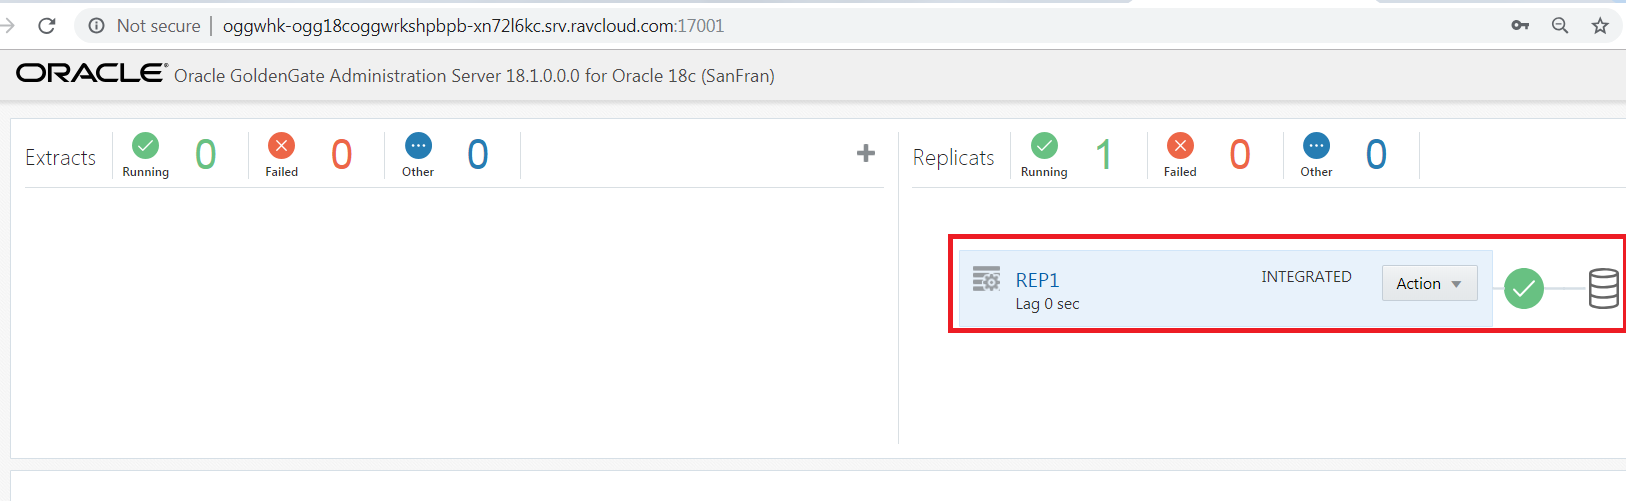 Not secure oggwhk-ogg18coggwrkshpbpb-xn72l6kc.srv.ravcloud.com:17001
ORACLE® Oracle GoldenGate Administration Server 18.1.0.0.0 for Oracle 18c (SanFran)
Extracts
Running 0
Failed 0
Other 0
Replicats
Running 1
Failed 0
Other 0
REP1
Lag 0 sec
INTEGRATED
Action